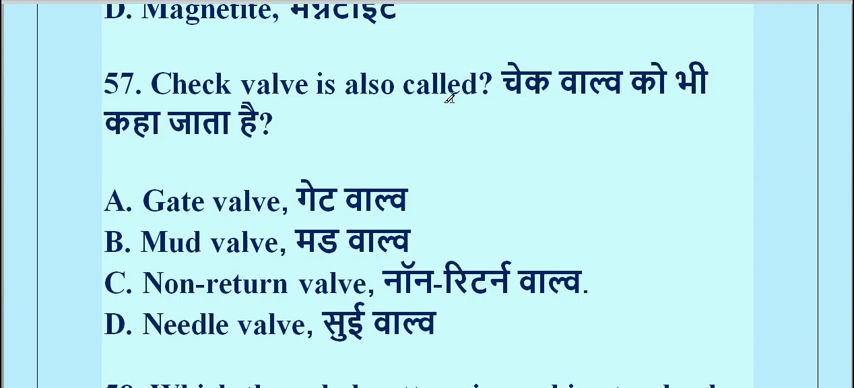 D. Magnetite, मैग्नेटाइट
57. Check valve is also called? चेक वाल्व को भी
कहा जाता है?
A. Gate valve, गेट वाल्व
B. Mud valve, मड वाल्व
C. Non-return valve, नॉन-रिटर्न वाल्व.
D. Needle valve, सुई वाल्व